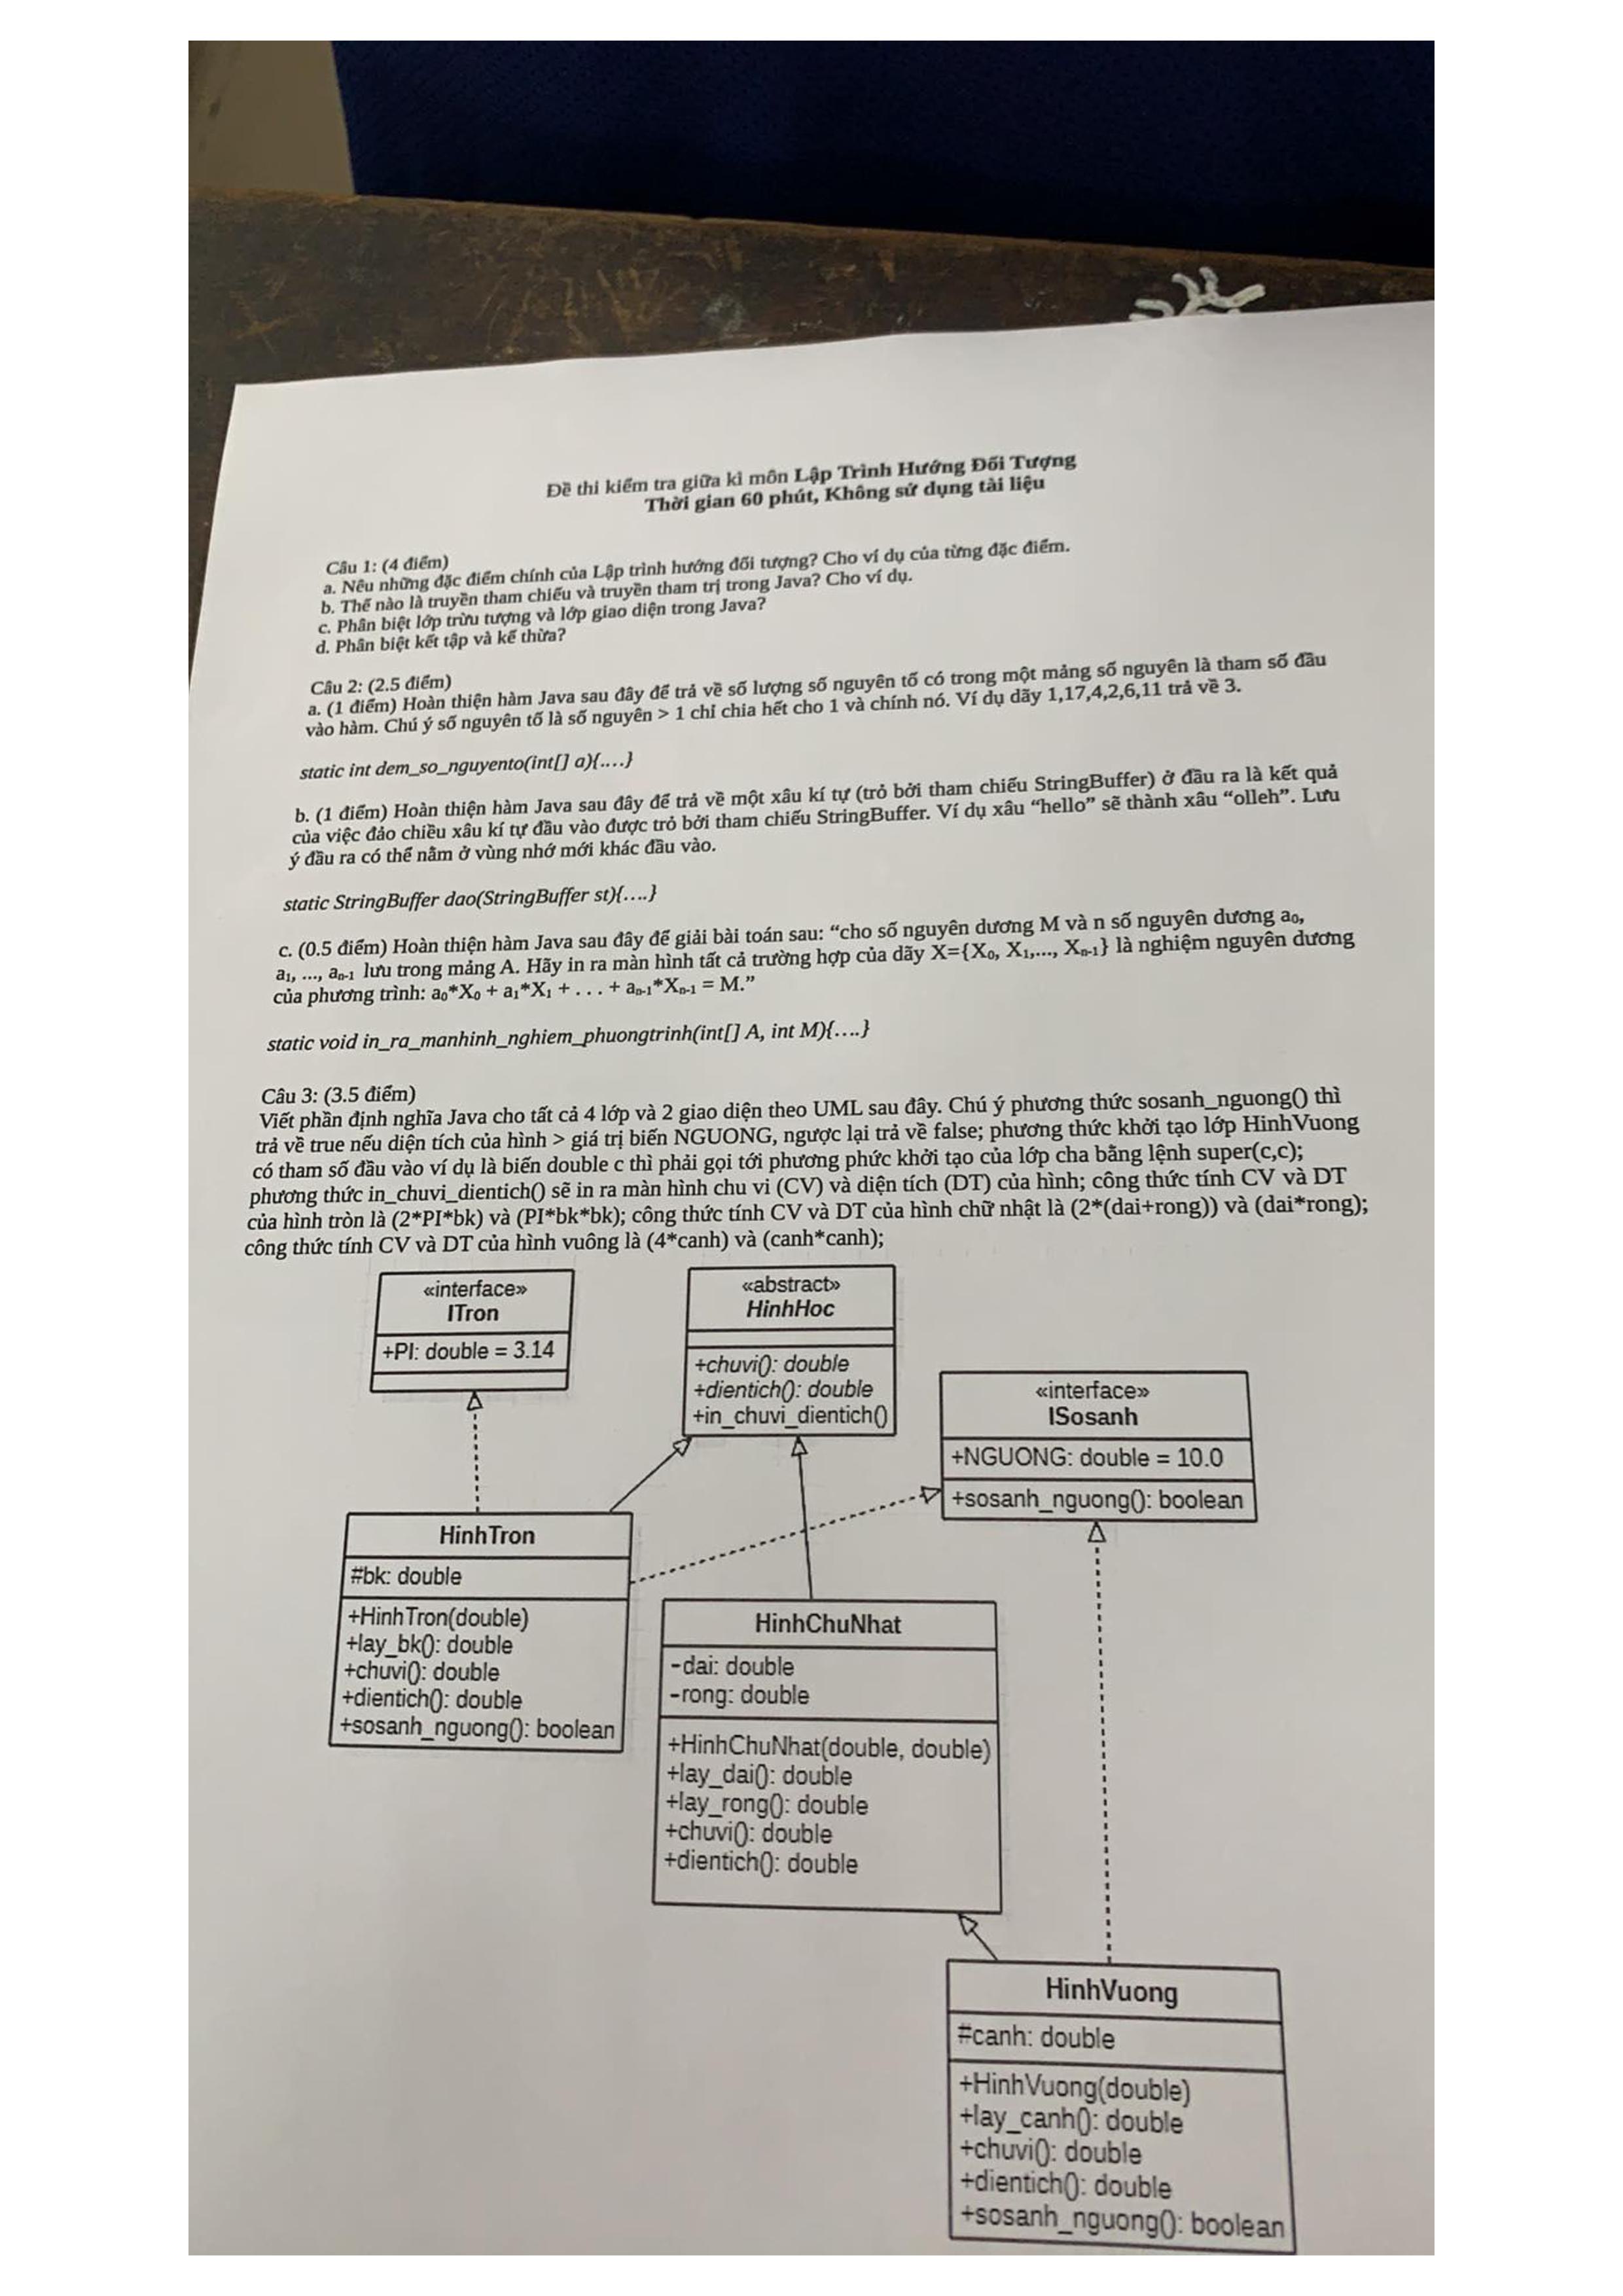 Đề thi kiểm tra giữa kì môn Lập Trình Hướng Đối Tượng
Thời gian 60 phút, Không sử dụng tài liệu
Câu 1: (4 điểm)
a. Nêu những đặc điểm chính của Lập trình hướng đối tượng? Cho ví dụ của từng đặc điểm.
b. Thế nào là truyền tham chiếu và truyền tham trị trong Java? Cho ví dụ.
c. Phân biệt lớp trừu tượng và lớp giao diện trong Java?
d. Phân biệt kết tập và kế thừa?
Câu 2: (2.5 điểm)
a. (1 điểm) Hoàn thiện hàm Java sau đây để trả về số lượng số nguyên tố có trong một mảng số nguyên là tham số đầu
vào hàm. Chú ý số nguyên tố là số nguyên > 1 chỉ chia hết cho 1 và chính nó. Ví dụ dãy 1,17,4,2,6,11 trả về 3.
static int dem_so_nguyento(int[] a){....}
b. (1 điểm) Hoàn thiện hàm Java sau đây để trả về một xâu kí tự (trỏ bởi tham chiếu StringBuffer) ở đầu ra là kết quả
của việc đảo chiều xâu kí tự đầu vào được trỏ bởi tham chiếu StringBuffer. Ví dụ xâu “hello” sẽ thành xâu “olleh”. Lưu
ý đầu ra có thể nằm ở vùng nhớ mới khác đầu vào.
static StringBuffer dao(StringBuffer st){....}
c. (0.5 điểm) Hoàn thiện hàm Java sau đây để giải bài toán sau: “cho số nguyên dương M và n số nguyên dương a₀,
a₁, ..., aₙ₋₁ lưu trong mảng A. Hãy in ra màn hình tất cả trường hợp của dãy X={X₀, X₁,..., Xₙ₋₁} là nghiệm nguyên dương
của phương trình: a₀*X₀ + a₁*X₁ + . . . + aₙ₋₁*Xₙ₋₁ = M.”
static void in_ra_manhinh_nghiem_phuongtrinh(int[] A, int M){....}
Câu 3: (3.5 điểm)
Viết phần định nghĩa Java cho tất cả 4 lớp và 2 giao diện theo UML sau đây. Chú ý phương thức sosanh_nguong() thì
trả về true nếu diện tích của hình > giá trị biến NGUONG, ngược lại trả về false; phương thức khởi tạo lớp HinhVuong
có tham số đầu vào ví dụ là biến double c thì phải gọi tới phương phức khởi tạo của lớp cha bằng lệnh super(c,c);
phương thức in_chuvi_dientich() sẽ in ra màn hình chu vi (CV) và diện tích (DT) của hình; công thức tính CV và DT
của hình tròn là (2*PI*bk) và (PI*bk*bk); công thức tính CV và DT của hình chữ nhật là (2*(dai+rong)) và (dai*rong);
công thức tính CV và DT của hình vuông là (4*canh) và (canh*canh);
«interface»
ITron
+PI: double = 3.14
«abstract»
HinhHoc
+chuvi(): double
+dientich(): double
+in_chuvi_dientich()
«interface»
ISosanh
+NGUONG: double = 10.0
+sosanh_nguong(): boolean
HinhTron
#bk: double
+HinhTron(double)
+lay_bk(): double
+chuvi(): double
+dientich(): double
+sosanh_nguong(): boolean
HinhChuNhat
-dai: double
-rong: double
+HinhChuNhat(double, double)
+lay_dai(): double
+lay_rong(): double
+chuvi(): double
+dientich(): double
HinhVuong
#canh: double
+HinhVuong(double)
+lay_canh(): double
+chuvi(): double
+dientich(): double
+sosanh_nguong(): boolean